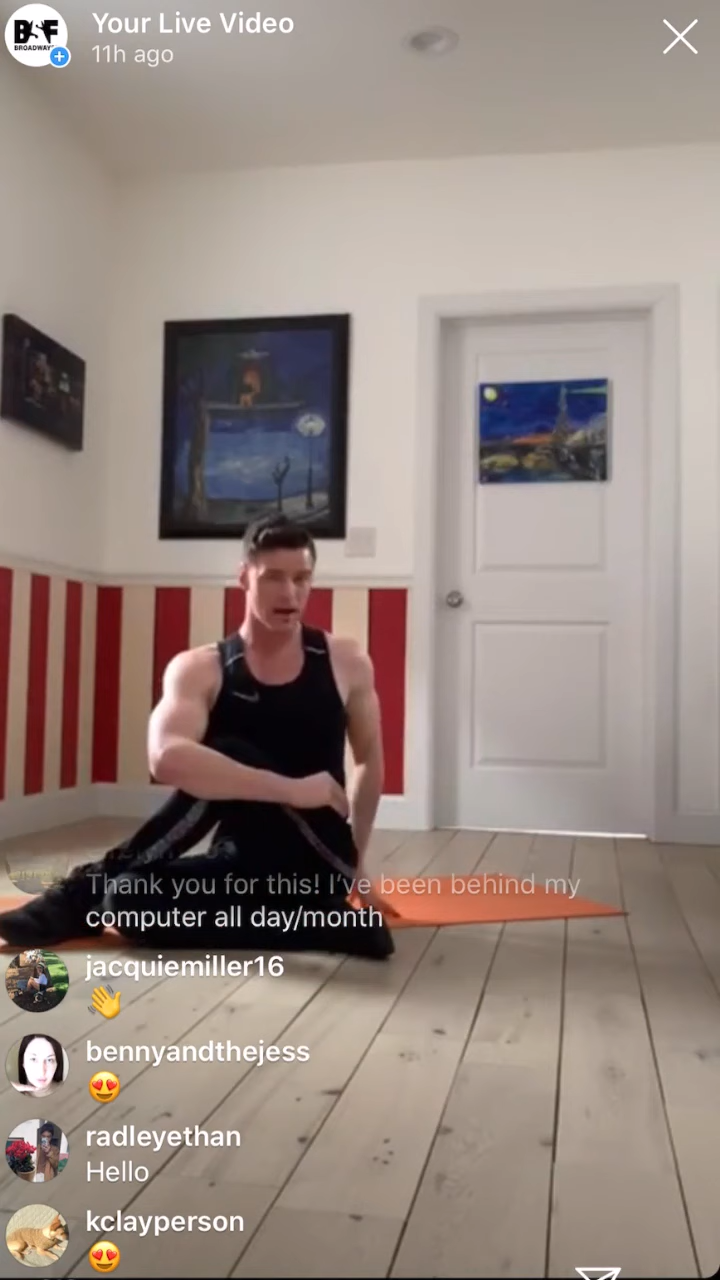 BSF
BROADWAY
Your Live Video
11h ago
Thank you for this! I've been behind my
computer all day/month
jacquiemiller16
👋
bennyandthejess
😍
radleyethan
Hello
kclayperson
😍